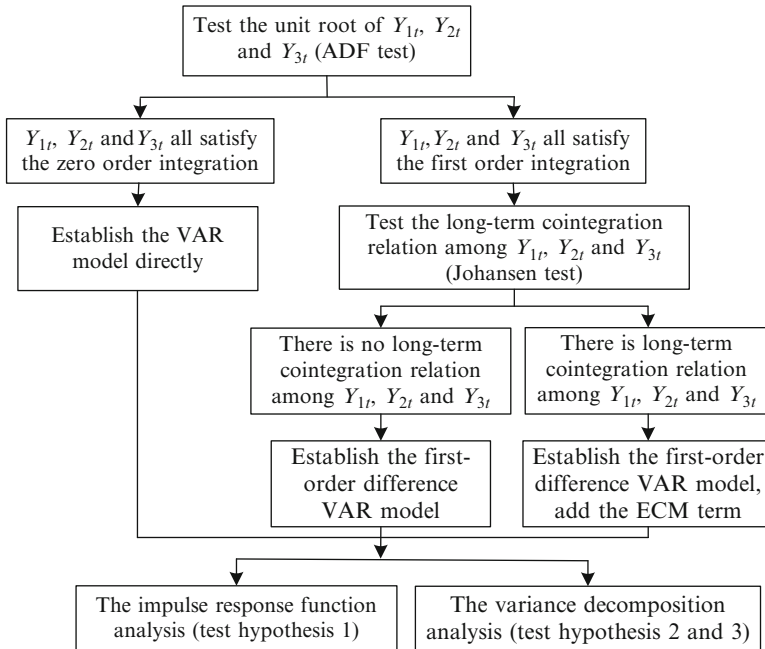 Test the unit root of Y1t, Y2t
and Y3t (ADF test)
Y1t, Y2t and Y3t all satisfy
the zero order integration
Y1t, Y2t and Y3t all satisfy
the first order integration
Establish the VAR
model directly
Test the long-term cointegration
relation among Y1t, Y2t and Y3t
(Johansen test)
There is no long-term
cointegration relation
among Y1t, Y2t and Y3t
There is long-term
cointegration relation
among Y1t, Y2t and Y3t
Establish the first-
order difference
VAR model
Establish the first-order
difference VAR model,
add the ECM term
The impulse response function
analysis (test hypothesis 1)
The variance decomposition
analysis (test hypothesis 2 and 3)